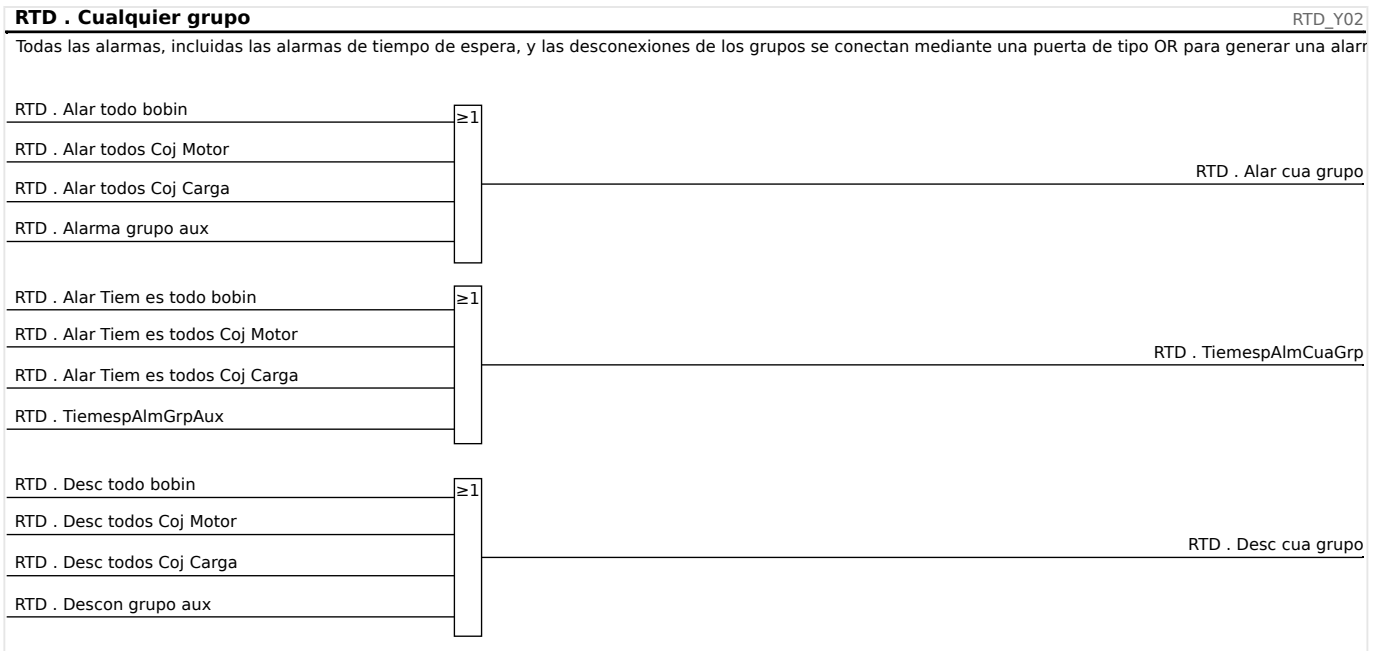 RTD . Cualquier grupo
RTD_Y02
Todas las alarmas, incluidas las alarmas de tiempo de espera, y las desconexiones de los grupos se conectan mediante una puerta de tipo OR para generar una
RTD . Alar todo bobin
≥1
RTD . Alar todos Coj Motor
RTD . Alar cua grupo
RTD . Alar todos Coj Carga
RTD . Alarma grupo aux
RTD . Alar Tiem es todo bobin
≥1
RTD . Alar Tiem es todos Coj Motor
RTD . TiemespAlmCuaGrp
RTD . Alar Tiem es todos Coj Carga
RTD . TiemespAlmGrpAux
RTD . Desc todo bobin
≥1
RTD . Desc todos Coj Motor
RTD . Desc cua grupo
RTD . Desc todos Coj Carga
RTD . Descon grupo aux